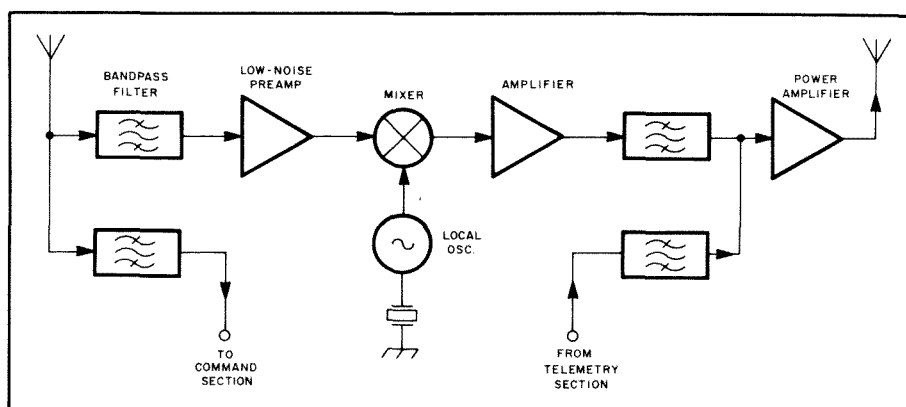 BANDPASS
FILTER
LOW-NOISE
PREAMP
MIXER
AMPLIFIER
POWER
AMPLIFIER
LOCAL
OSC.
TO
COMMAND
SECTION
FROM
TELEMETRY
SECTION